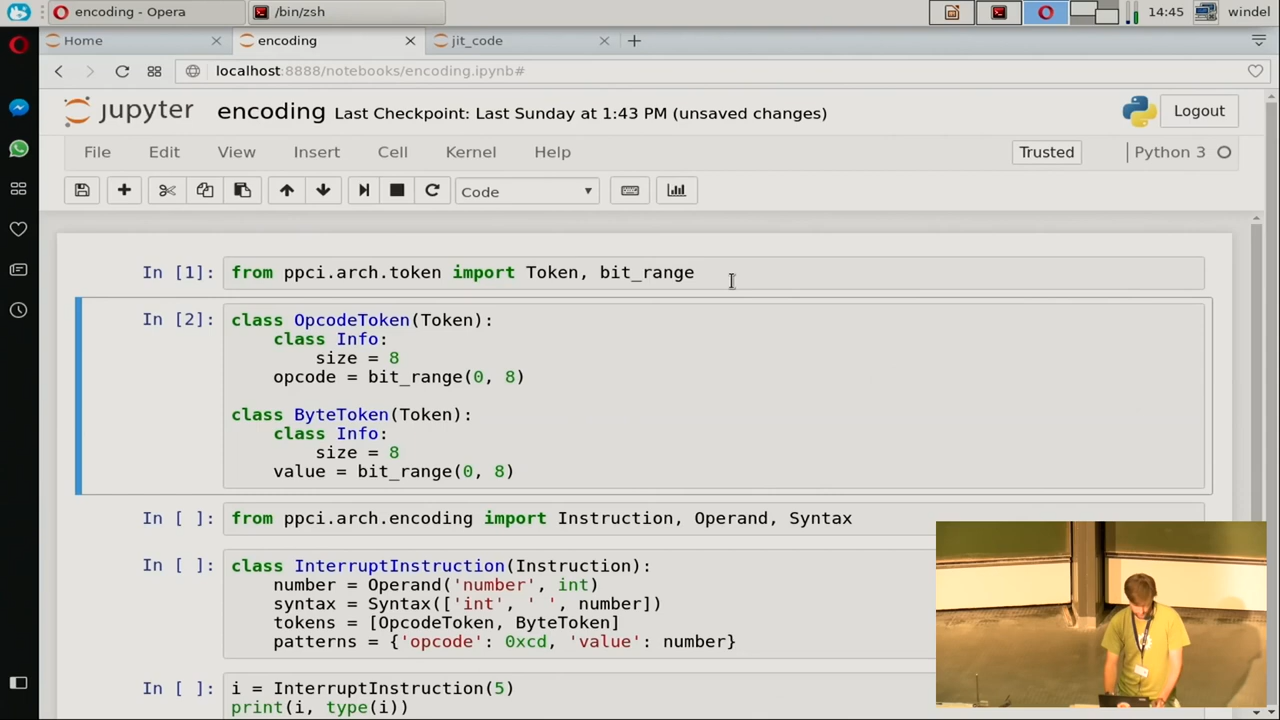 encoding - Opera
/bin/zsh
14:45
windel
Home
encoding
jit_code
localhost:8888/notebooks/encoding.ipynb#
jupyter
encoding
Last Checkpoint: Last Sunday at 1:43 PM (unsaved changes)
Logout
File
Edit
View
Insert
Cell
Kernel
Help
Trusted
Python 3
Code
In [1]:
from ppci.arch.token import Token, bit_range
In [2]:
class OpcodeToken(Token):
    class Info:
        size = 8
    opcode = bit_range(0, 8)
class ByteToken(Token):
    class Info:
        size = 8
    value = bit_range(0, 8)
In [ ]:
from ppci.arch.encoding import Instruction, Operand, Syntax
In [ ]:
class InterruptInstruction(Instruction):
    number = Operand('number', int)
    syntax = Syntax(['int', ' ', number])
    tokens = [OpcodeToken, ByteToken]
    patterns = {'opcode': 0xcd, 'value': number}
In [ ]:
i = InterruptInstruction(5)
print(i, type(i))